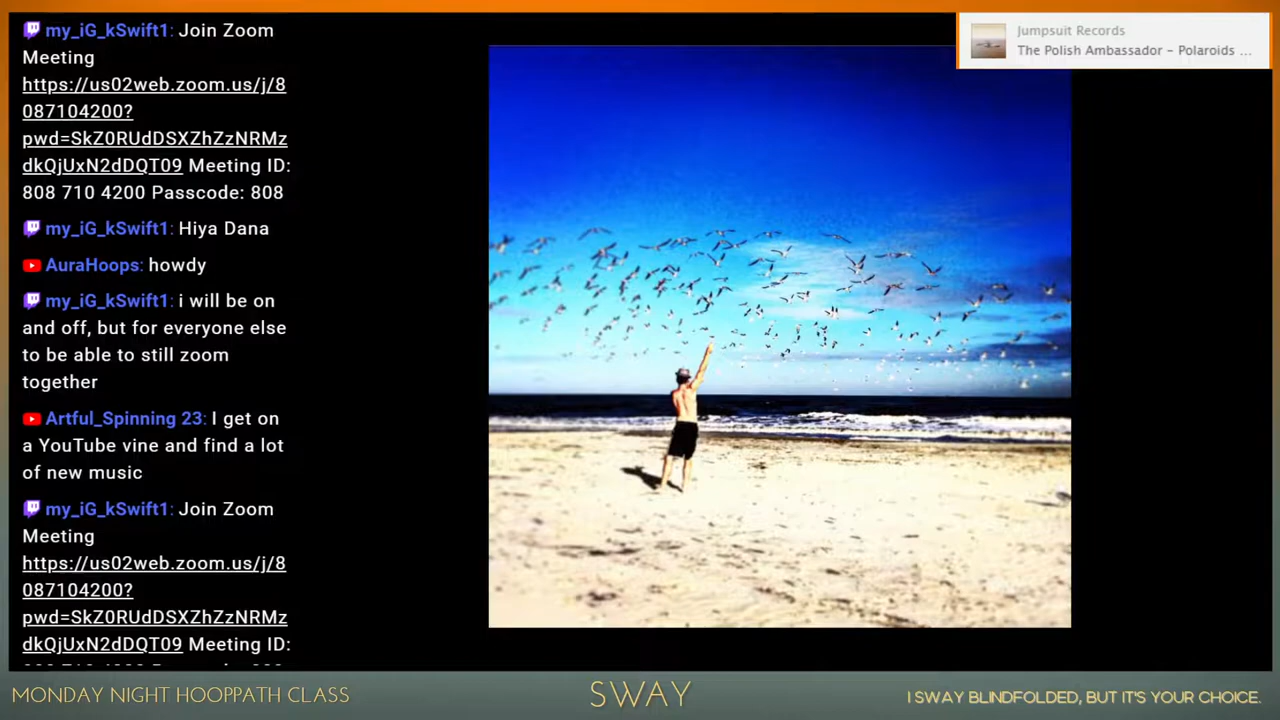 my_iG_kSwift1: Join Zoom
Meeting
https://us02web.zoom.us/j/8
087104200?
pwd=SkZ0RUdDSXZhZzNRMz
dkQjUxN2dDQT09 Meeting ID:
808 710 4200 Passcode: 808
my_iG_kSwift1: Hiya Dana
AuraHoops: howdy
my_iG_kSwift1: i will be on
and off, but for everyone else
to be able to still zoom
together
Artful_Spinning 23: I get on
a YouTube vine and find a lot
of new music
my_iG_kSwift1: Join Zoom
Meeting
https://us02web.zoom.us/j/8
087104200?
pwd=SkZ0RUdDSXZhZzNRMz
dkQjUxN2dDQT09 Meeting ID:
Jumpsuit Records
The Polish Ambassador - Polaroids ...
MONDAY NIGHT HOOPPATH CLASS
SWAY
I SWAY BLINDFOLDED, BUT IT'S YOUR CHOICE.